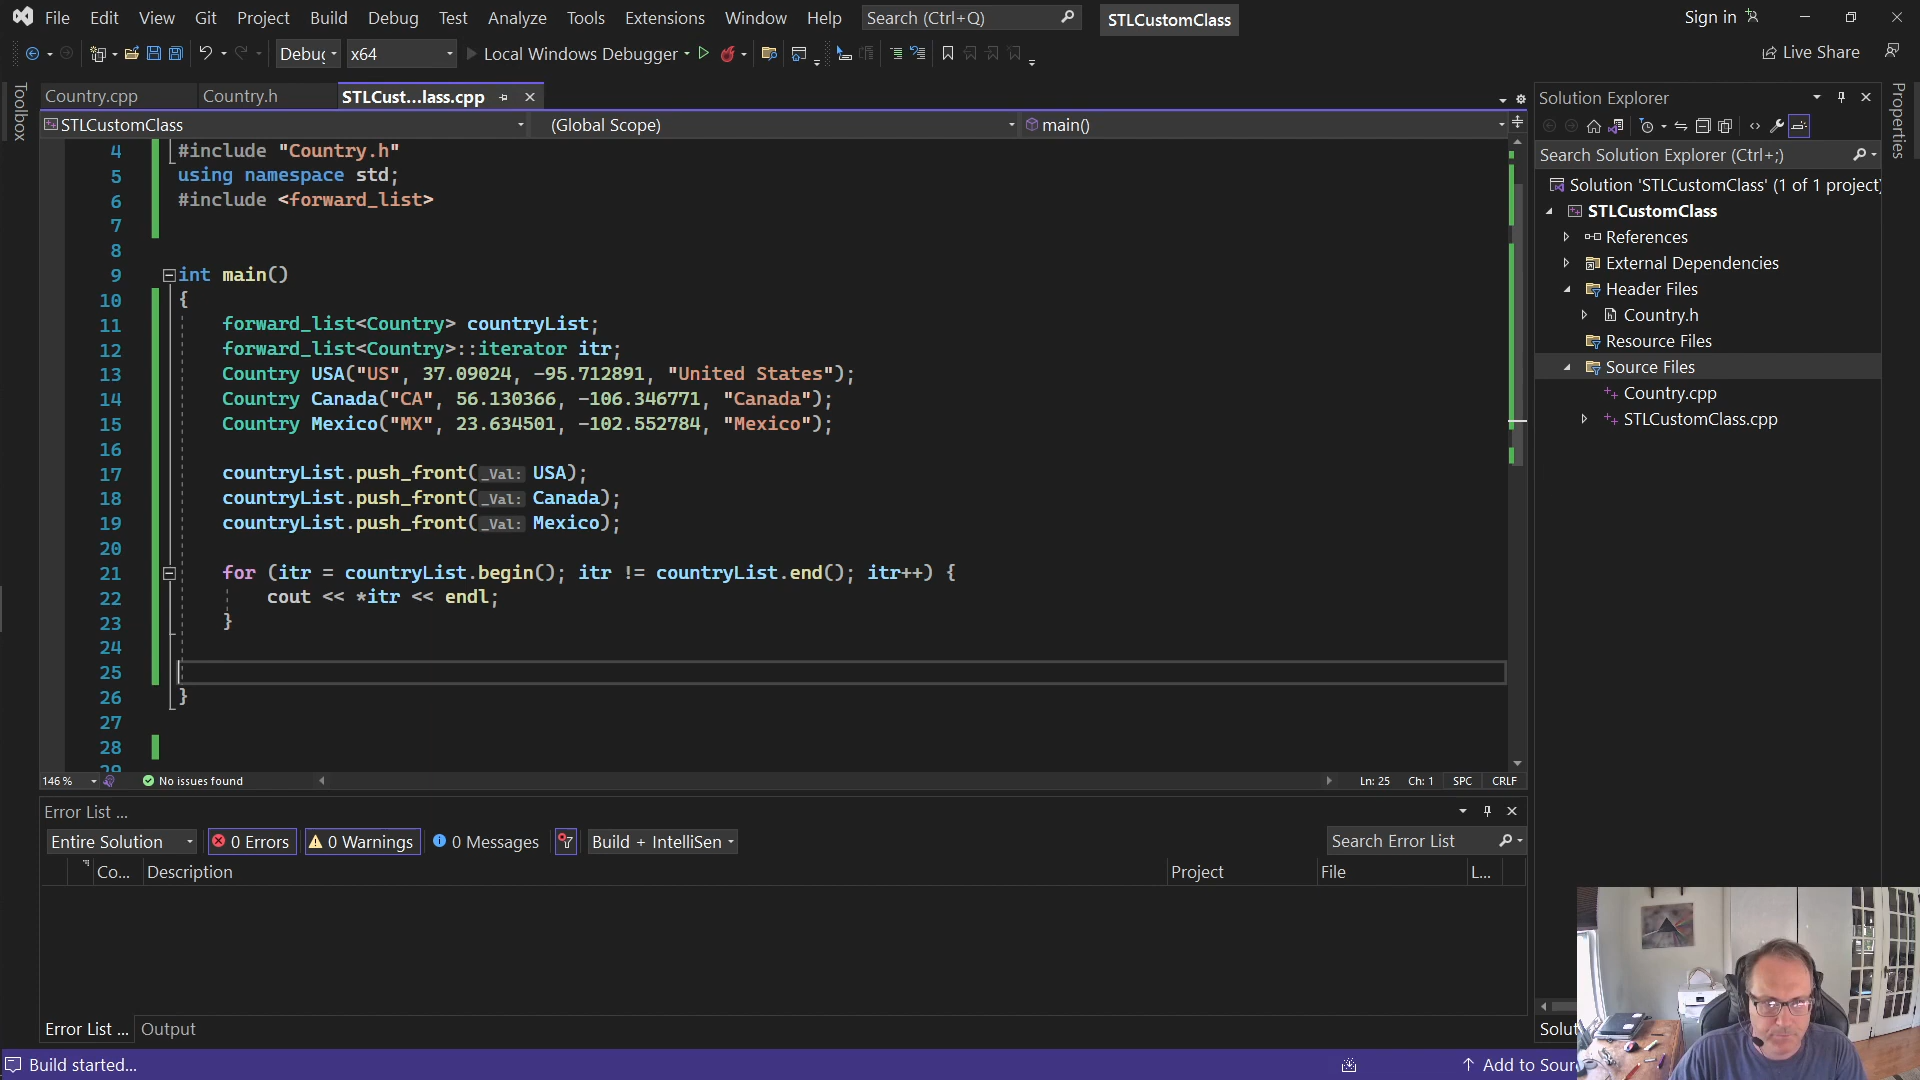 File Edit View Git Project Build Debug Test Analyze Tools Extensions Window Help Search (Ctrl+Q) STLCustomClass Sign in
Debug x64 Local Windows Debugger Live Share
Toolbox
Country.cpp Country.h STLCust...lass.cpp
STLCustomClass (Global Scope) main()
4 #include "Country.h"
5 using namespace std;
6 #include <forward_list>
7
8
9 int main()
10 {
11 forward_list<Country> countryList;
12 forward_list<Country>::iterator itr;
13 Country USA("US", 37.09024, -95.712891, "United States");
14 Country Canada("CA", 56.130366, -106.346771, "Canada");
15 Country Mexico("MX", 23.634501, -102.552784, "Mexico");
16
17 countryList.push_front(_Val: USA);
18 countryList.push_front(_Val: Canada);
19 countryList.push_front(_Val: Mexico);
20
21 for (itr = countryList.begin(); itr != countryList.end(); itr++) {
22 cout << *itr << endl;
23 }
24
25
26 }
27
28
29
146 % No issues found Ln: 25 Ch: 1 SPC CRLF
Error List ...
Entire Solution 0 Errors 0 Warnings 0 Messages Build + IntelliSen Search Error List
Co... Description Project File L...
Error List ... Output
Build started... Add to Sour
Solution Explorer
Search Solution Explorer (Ctrl+;)
Solution 'STLCustomClass' (1 of 1 project)
STLCustomClass
References
External Dependencies
Header Files
Country.h
Resource Files
Source Files
Country.cpp
STLCustomClass.cpp
Solut
Properties